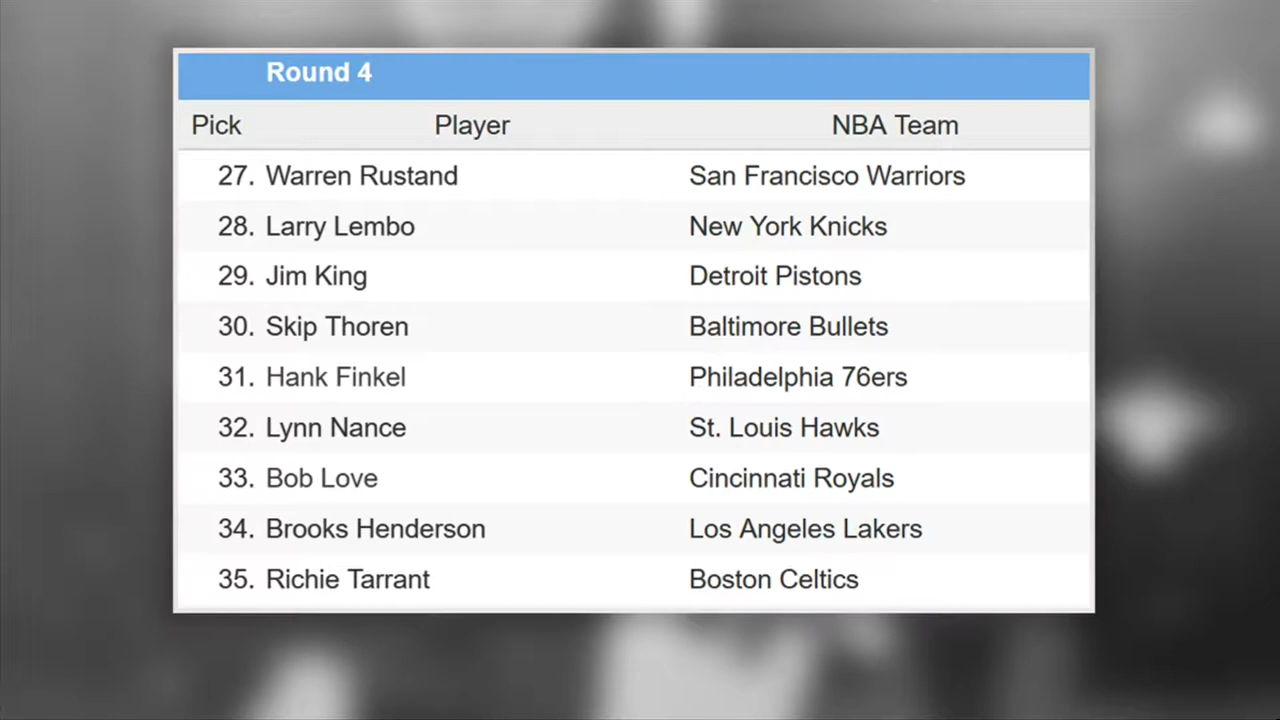 Round 4
Pick Player NBA Team
27. Warren Rustand San Francisco Warriors
28. Larry Lembo New York Knicks
29. Jim King Detroit Pistons
30. Skip Thoren Baltimore Bullets
31. Hank Finkel Philadelphia 76ers
32. Lynn Nance St. Louis Hawks
33. Bob Love Cincinnati Royals
34. Brooks Henderson Los Angeles Lakers
35. Richie Tarrant Boston Celtics